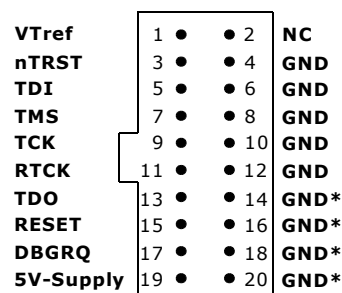 VTref 1 2 NC
nTRST 3 4 GND
TDI 5 6 GND
TMS 7 8 GND
TCK 9 10 GND
RTCK 11 12 GND
TDO 13 14 GND*
RESET 15 16 GND*
DBGRQ 17 18 GND*
5V-Supply 19 20 GND*